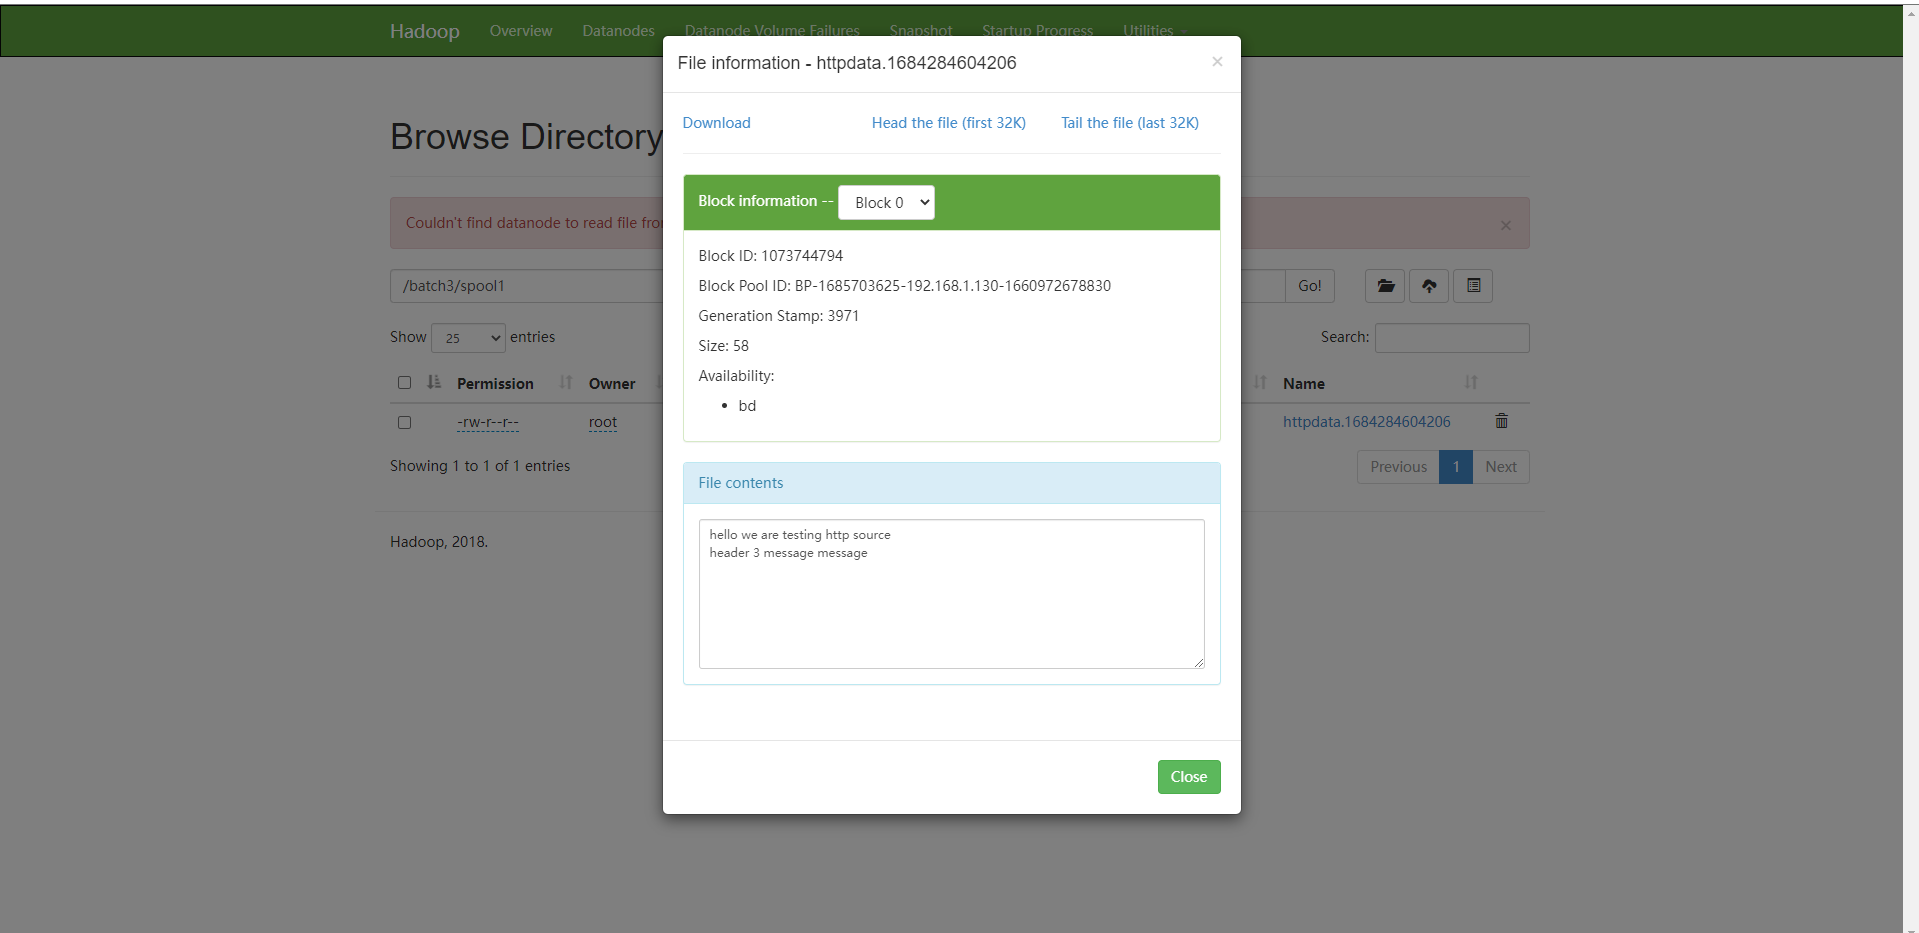 Hadoop Overview Datanodes Datanode Volume Failures Snapshot Startup Progress Utilities
File information - httpdata.1684284604206 ×
Download Head the file (first 32K) Tail the file (last 32K)
Browse Directory
Block information -- Block 0
Couldn't find datanode to read file ×
Block ID: 1073744794
Block Pool ID: BP-1685703625-192.168.1.130-1660972678830
Generation Stamp: 3971
Size: 58
Availability:
bd
/batch3/spool1 Go!
Show 25 entries Search:
Permission Owner Name
-rw-r--r-- root httpdata.1684284604206
Showing 1 to 1 of 1 entries Previous 1 Next
File contents
hello we are testing http source
header 3 message message
Hadoop, 2018.
Close